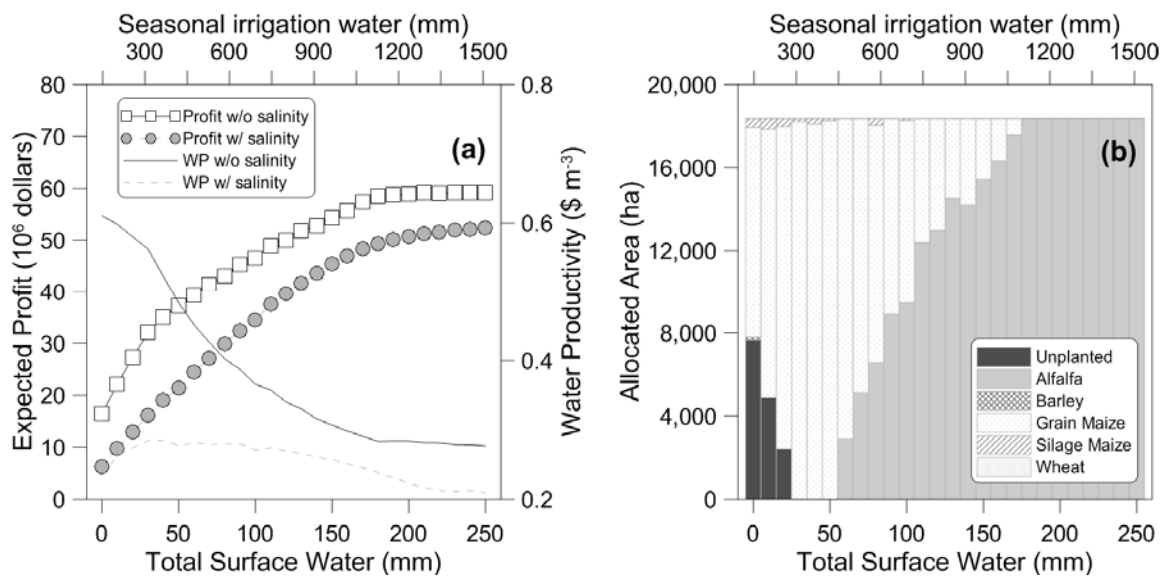 Seasonal irrigation water (mm)
300 600 900 1200 1500
80
70
60
50
40
30
20
10
0
Expected Profit (10⁶ dollars)
Profit w/o salinity
Profit w/ salinity
WP w/o salinity
WP w/ salinity
(a)
0.8
0.6
0.4
0.2
Water Productivity ($ m⁻³)
0 50 100 150 200 250
Total Surface Water (mm)
Seasonal irrigation water (mm)
300 600 900 1200 1500
20,000
16,000
12,000
8,000
4,000
0
Allocated Area (ha)
(b)
Unplanted
Alfalfa
Barley
Grain Maize
Silage Maize
Wheat
0 50 100 150 200 250
Total Surface Water (mm)